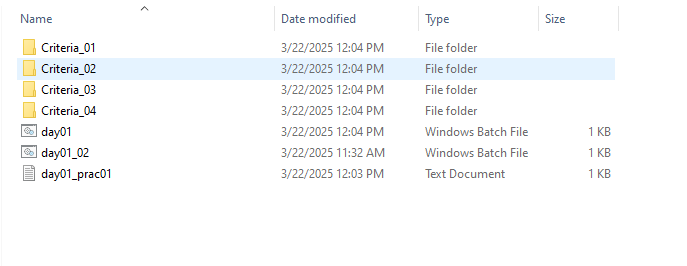 Name Date modified Type Size
Criteria_01 3/22/2025 12:04 PM File folder
Criteria_02 3/22/2025 12:04 PM File folder
Criteria_03 3/22/2025 12:04 PM File folder
Criteria_04 3/22/2025 12:04 PM File folder
day01 3/22/2025 12:04 PM Windows Batch File 1 KB
day01_02 3/22/2025 11:32 AM Windows Batch File 1 KB
day01_prac01 3/22/2025 12:03 PM Text Document 1 KB